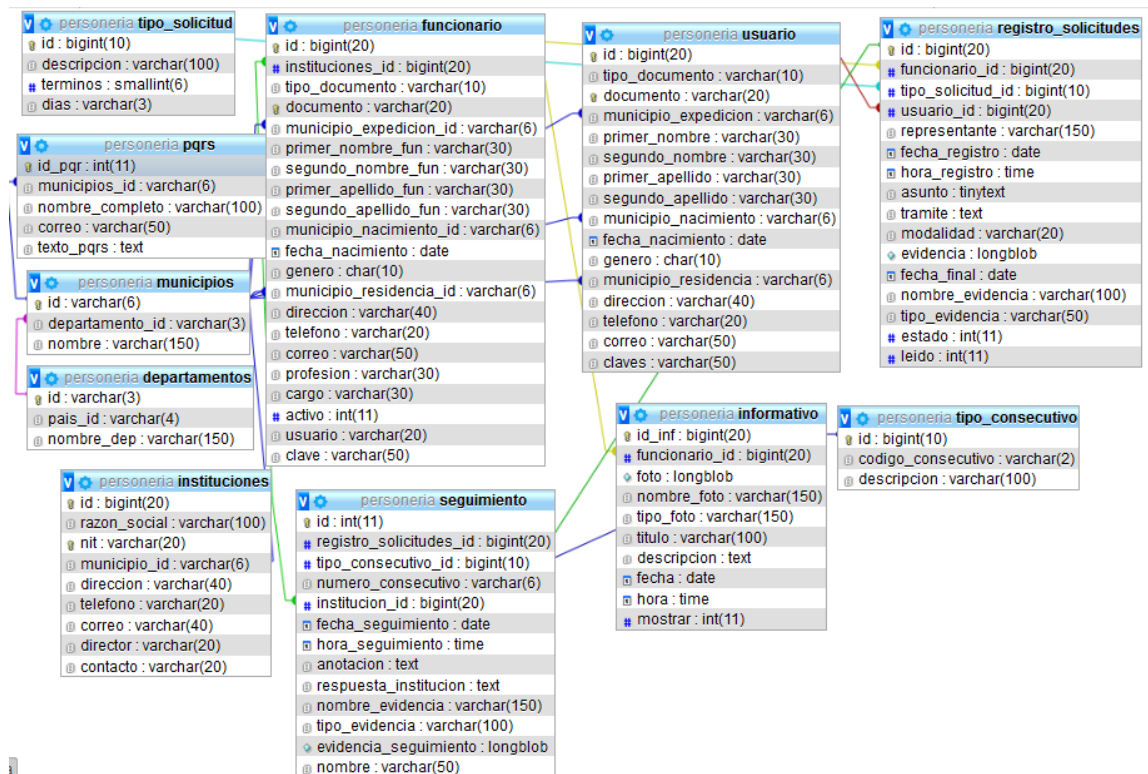 personeria tipo_solicitud
id : bigint(10)
descripcion : varchar(100)
terminos : smallint(6)
dias : varchar(3)
personeria pqrs
id_pqr : int(11)
municipios_id : varchar(6)
nombre_completo : varchar(100)
correo : varchar(50)
texto_pqrs : text
personeria municipios
id : varchar(6)
departamento_id : varchar(3)
nombre : varchar(150)
personeria departamentos
id : varchar(3)
pais_id : varchar(4)
nombre_dep : varchar(150)
personeria instituciones
id : bigint(20)
razon_social : varchar(100)
nit : varchar(20)
municipio_id : varchar(6)
direccion : varchar(40)
telefono : varchar(20)
correo : varchar(40)
director : varchar(20)
contacto : varchar(20)
personeria funcionario
id : bigint(20)
instituciones_id : bigint(20)
tipo_documento : varchar(10)
documento : varchar(20)
municipio_expedicion_id : varchar(6)
primer_nombre_fun : varchar(30)
segundo_nombre_fun : varchar(30)
primer_apellido_fun : varchar(30)
segundo_apellido_fun : varchar(30)
municipio_nacimiento_id : varchar(6)
fecha_nacimiento : date
genero : char(10)
municipio_residencia_id : varchar(6)
direccion : varchar(40)
telefono : varchar(20)
correo : varchar(50)
profesion : varchar(30)
cargo : varchar(30)
activo : int(11)
usuario : varchar(20)
clave : varchar(50)
personeria seguimiento
id : int(11)
registro_solicitudes_id : bigint(20)
tipo_consecutivo_id : bigint(10)
numero_consecutivo : varchar(6)
institucion_id : bigint(20)
fecha_seguimiento : date
hora_seguimiento : time
anotacion : text
respuesta_institucion : text
nombre_evidencia : varchar(150)
tipo_evidencia : varchar(100)
evidencia_seguimiento : longblob
nombre : varchar(50)
personeria usuario
id : bigint(20)
tipo_documento : varchar(10)
documento : varchar(20)
municipio_expedicion : varchar(6)
primer_nombre : varchar(30)
segundo_nombre : varchar(30)
primer_apellido : varchar(30)
segundo_apellido : varchar(30)
municipio_nacimiento : varchar(6)
fecha_nacimiento : date
genero : char(10)
municipio_residencia : varchar(6)
direccion : varchar(40)
telefono : varchar(20)
correo : varchar(50)
claves : varchar(50)
personeria informativo
id_inf : bigint(20)
funcionario_id : bigint(20)
foto : longblob
nombre_foto : varchar(150)
tipo_foto : varchar(150)
titulo : varchar(100)
descripcion : text
fecha : date
hora : time
mostrar : int(11)
personeria registro_solicitudes
id : bigint(20)
funcionario_id : bigint(20)
tipo_solicitud_id : bigint(10)
usuario_id : bigint(20)
representante : varchar(150)
fecha_registro : date
hora_registro : time
asunto : tinytext
tramite : text
modalidad : varchar(20)
evidencia : longblob
fecha_final : date
nombre_evidencia : varchar(100)
tipo_evidencia : varchar(50)
estado : int(11)
leido : int(11)
personeria tipo_consecutivo
id : bigint(10)
codigo_consecutivo : varchar(2)
descripcion : varchar(100)